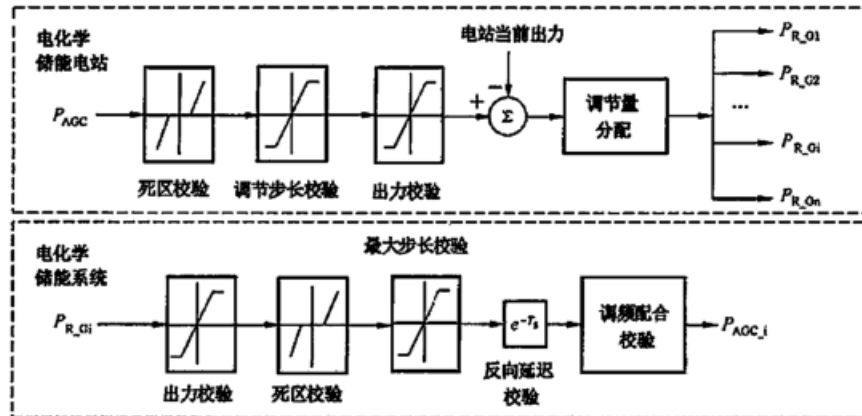 电化学
储能电站
电站当前出力
P_AGC
死区校验
调节步长校验
出力校验
+
−
Σ
调节量
分配
P_R_G1
P_R_G2
...
P_R_Gi
P_R_Gn
电化学
储能系统
最大步长校验
P_R_Gi
出力校验
死区校验
e^-Ts
反向延迟
校验
调频配合
校验
P_AGC_i